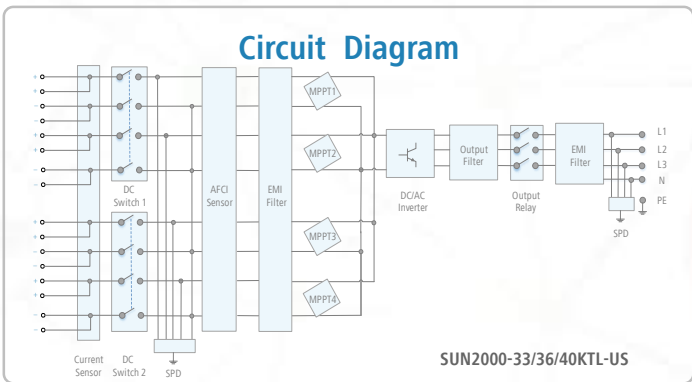 Circuit Diagram
+
+
−
−
+
+
−
−
+
+
−
−
+
+
−
−
DC
Switch 1
AFCI
Sensor
EMI
Filter
MPPT1
MPPT2
MPPT3
MPPT4
DC/AC
Inverter
Output
Filter
Output
Relay
EMI
Filter
L1
L2
L3
N
PE
SPD
Current
Sensor
DC
Switch 2
SPD
SUN2000-33/36/40KTL-US